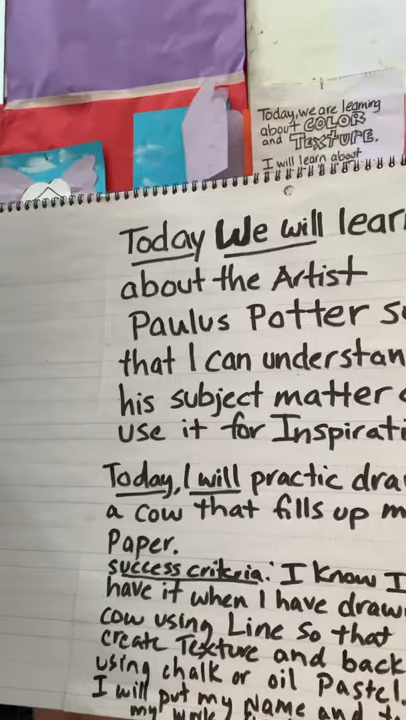 Today, we are learning
about COLOR
and TEXTURE.
I will learn about
Today We will lear
about the Artist
Paulus Potter s
that I can understan
his subject matter
use it for Inspirati
Today, I will practic dra
a cow that fills up m
Paper.
success criteria: I Know I
have it when I have draw
cow using Line so that
create Texture and back
using chalk or oil Pastel.
I will put my Name and
my work